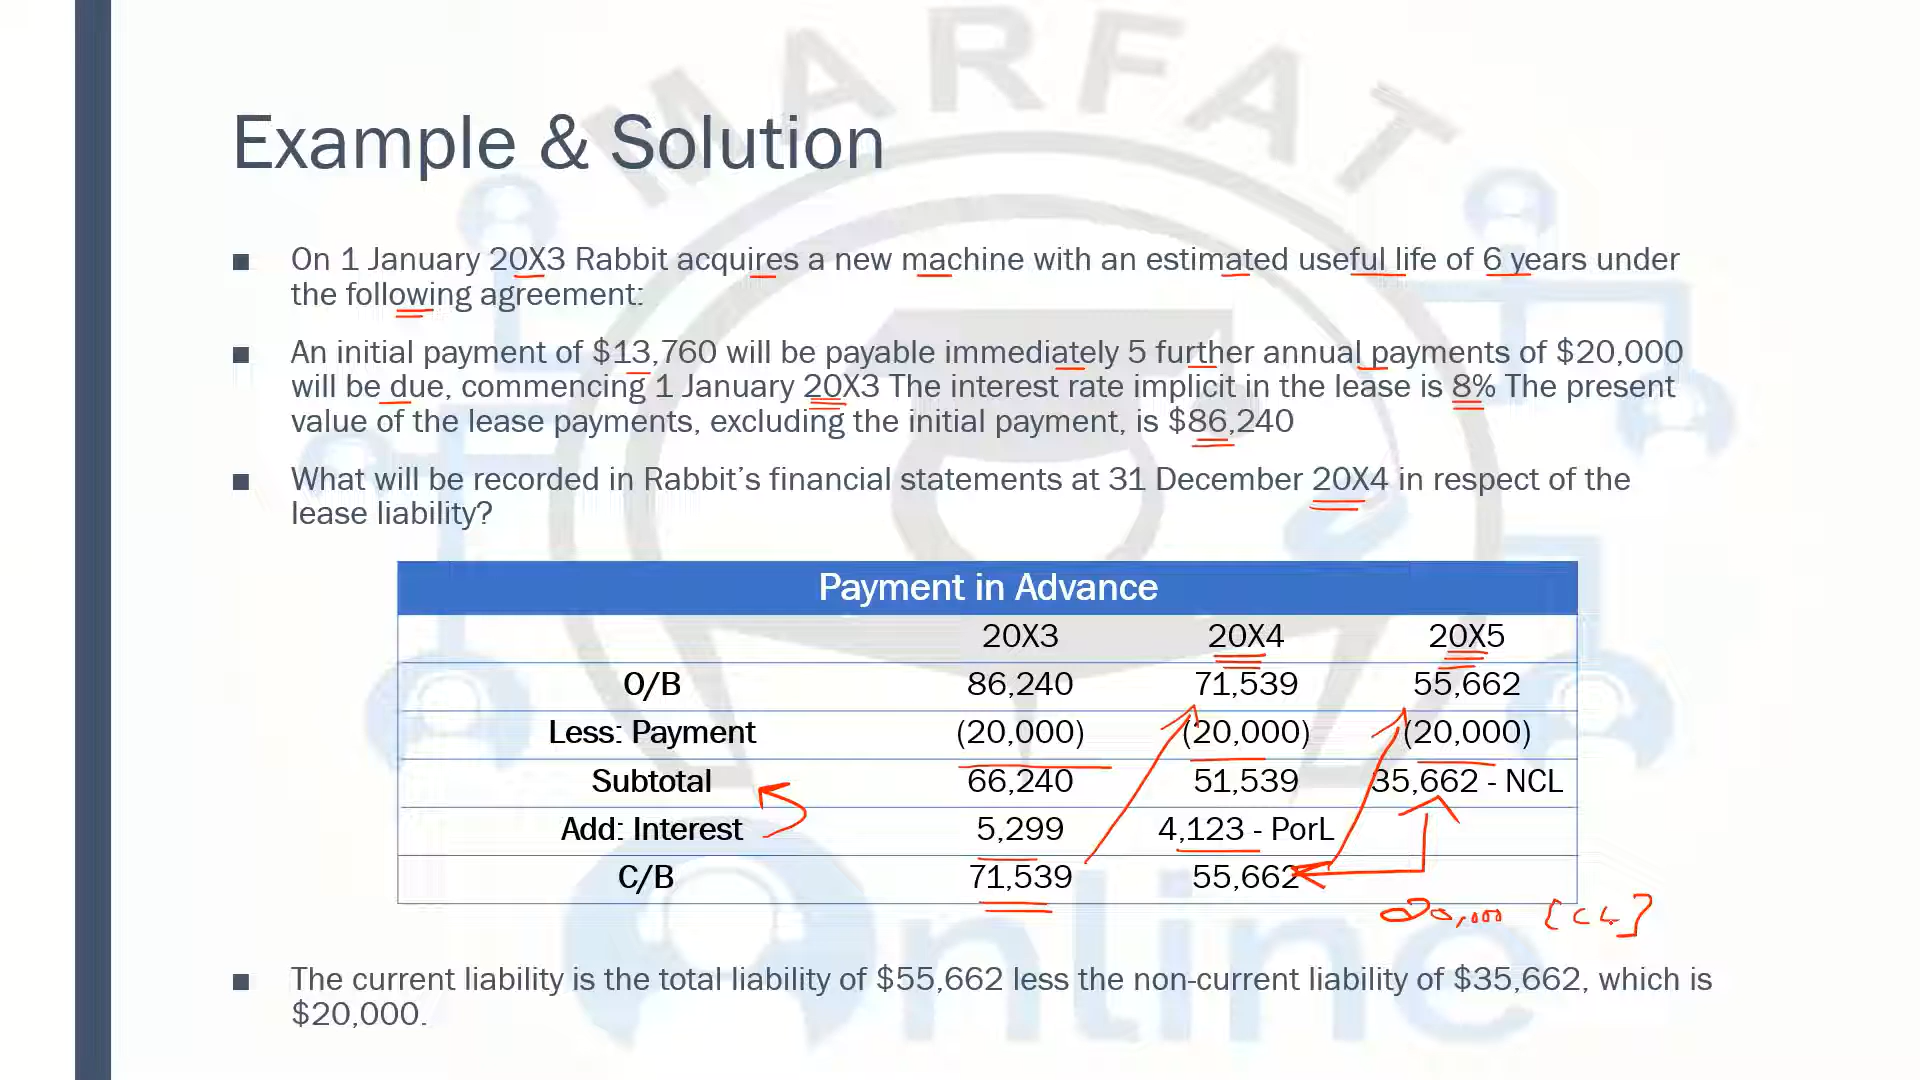 MARFAT
Example & Solution
■ On 1 January 20X3 Rabbit acquires a new machine with an estimated useful life of 6 years under
the following agreement:
■ An initial payment of $13,760 will be payable immediately 5 further annual payments of $20,000
will be due, commencing 1 January 20X3 The interest rate implicit in the lease is 8% The present
value of the lease payments, excluding the initial payment, is $86,240
■ What will be recorded in Rabbit’s financial statements at 31 December 20X4 in respect of the
lease liability?
Payment in Advance
20X3 20X4 20X5
O/B 86,240 71,539 55,662
Less: Payment (20,000) (20,000) (20,000)
Subtotal 66,240 51,539 35,662 - NCL
Add: Interest 5,299 4,123 - PorL
C/B 71,539 55,662
20,000 [CL]
■ The current liability is the total liability of $55,662 less the non-current liability of $35,662, which is
$20,000.
Online